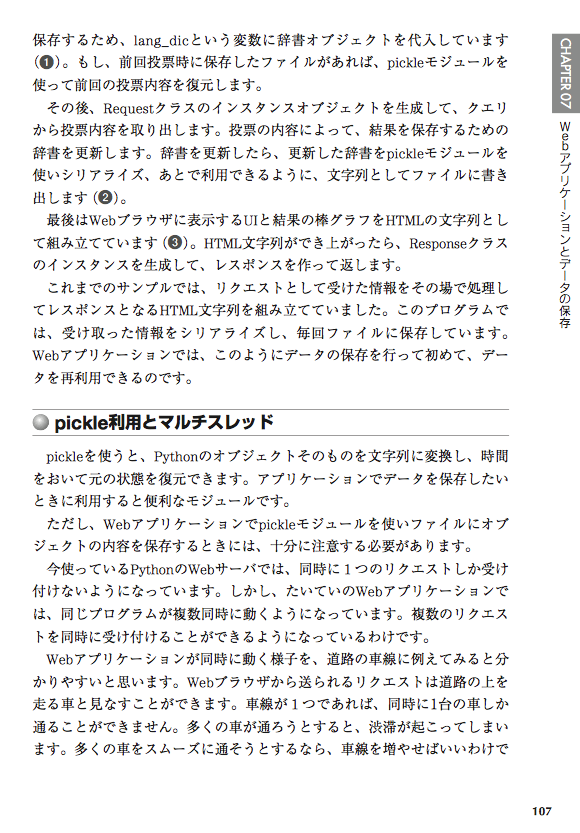 保存するため、lang_dicという変数に辞書オブジェクトを代入しています
（❶）。もし、前回投票時に保存したファイルがあれば、pickleモジュールを
使って前回の投票内容を復元します。
その後、Requestクラスのインスタンスオブジェクトを生成して、クエリ
から投票内容を取り出します。投票の内容によって、結果を保存するための
辞書を更新します。辞書を更新したら、更新した辞書をpickleモジュールを
使いシリアライズ、あとで利用できるように、文字列としてファイルに書き
出します（❷）。
最後はWebブラウザに表示するUIと結果の棒グラフをHTMLの文字列とし
て組み立てています（❸）。HTML文字列ができ上がったら、Responseクラス
のインスタンスを生成して、レスポンスを作って返します。
これまでのサンプルでは、リクエストとして受けた情報をその場で処理し
てレスポンスとなるHTML文字列を組み立てていました。このプログラムで
は、受け取った情報をシリアライズし、毎回ファイルに保存しています。
Webアプリケーションでは、このようにデータの保存を行って初めて、デー
タを再利用できるのです。
pickle利用とマルチスレッド
pickleを使うと、Pythonのオブジェクトそのものを文字列に変換し、時間
をおいて元の状態を復元できます。アプリケーションでデータを保存したい
ときに利用すると便利なモジュールです。
ただし、Webアプリケーションでpickleモジュールを使いファイルにオブ
ジェクトの内容を保存するときには、十分に注意する必要があります。
今使っているPythonのWebサーバでは、同時に１つのリクエストしか受け
付けないようになっています。しかし、たいていのWebアプリケーションで
は、同じプログラムが複数同時に動くようになっています。複数のリクエス
トを同時に受け付けることができるようになっているわけです。
Webアプリケーションが同時に動く様子を、道路の車線に例えてみると分
かりやすいと思います。Webブラウザから送られるリクエストは道路の上を
走る車と見なすことができます。車線が１つであれば、同時に1台の車しか
通ることができません。多くの車が通ろうとすると、渋滞が起こってしまい
ます。多くの車をスムーズに通そうとするなら、車線を増やせばいいわけで
CHAPTER 07
Webアプリケーションとデータの保存
107